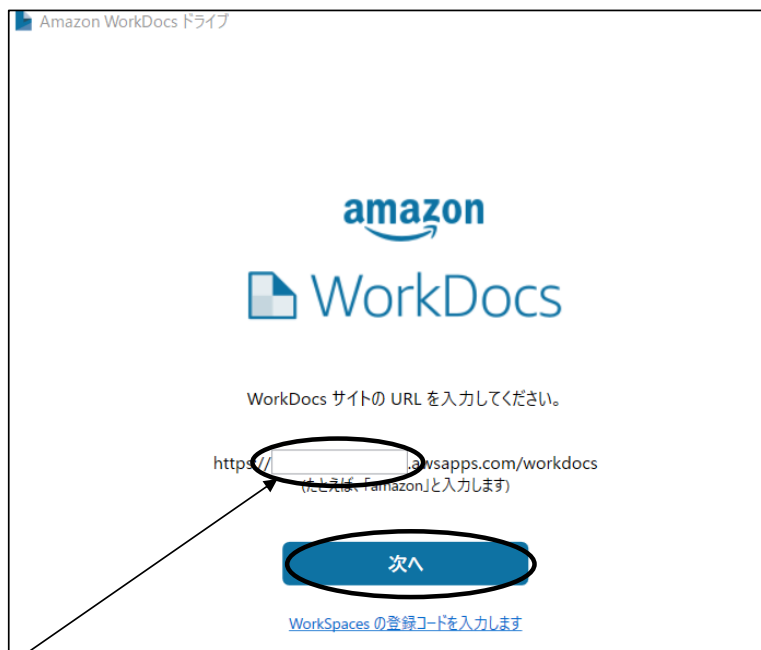 Amazon WorkDocs ドライブ
amazon
WorkDocs
WorkDocs サイトの URL を入力してください。
https:// .awsapps.com/workdocs
(たとえば、「amazon」と入力します)
次へ
WorkSpaces の登録コードを入力します